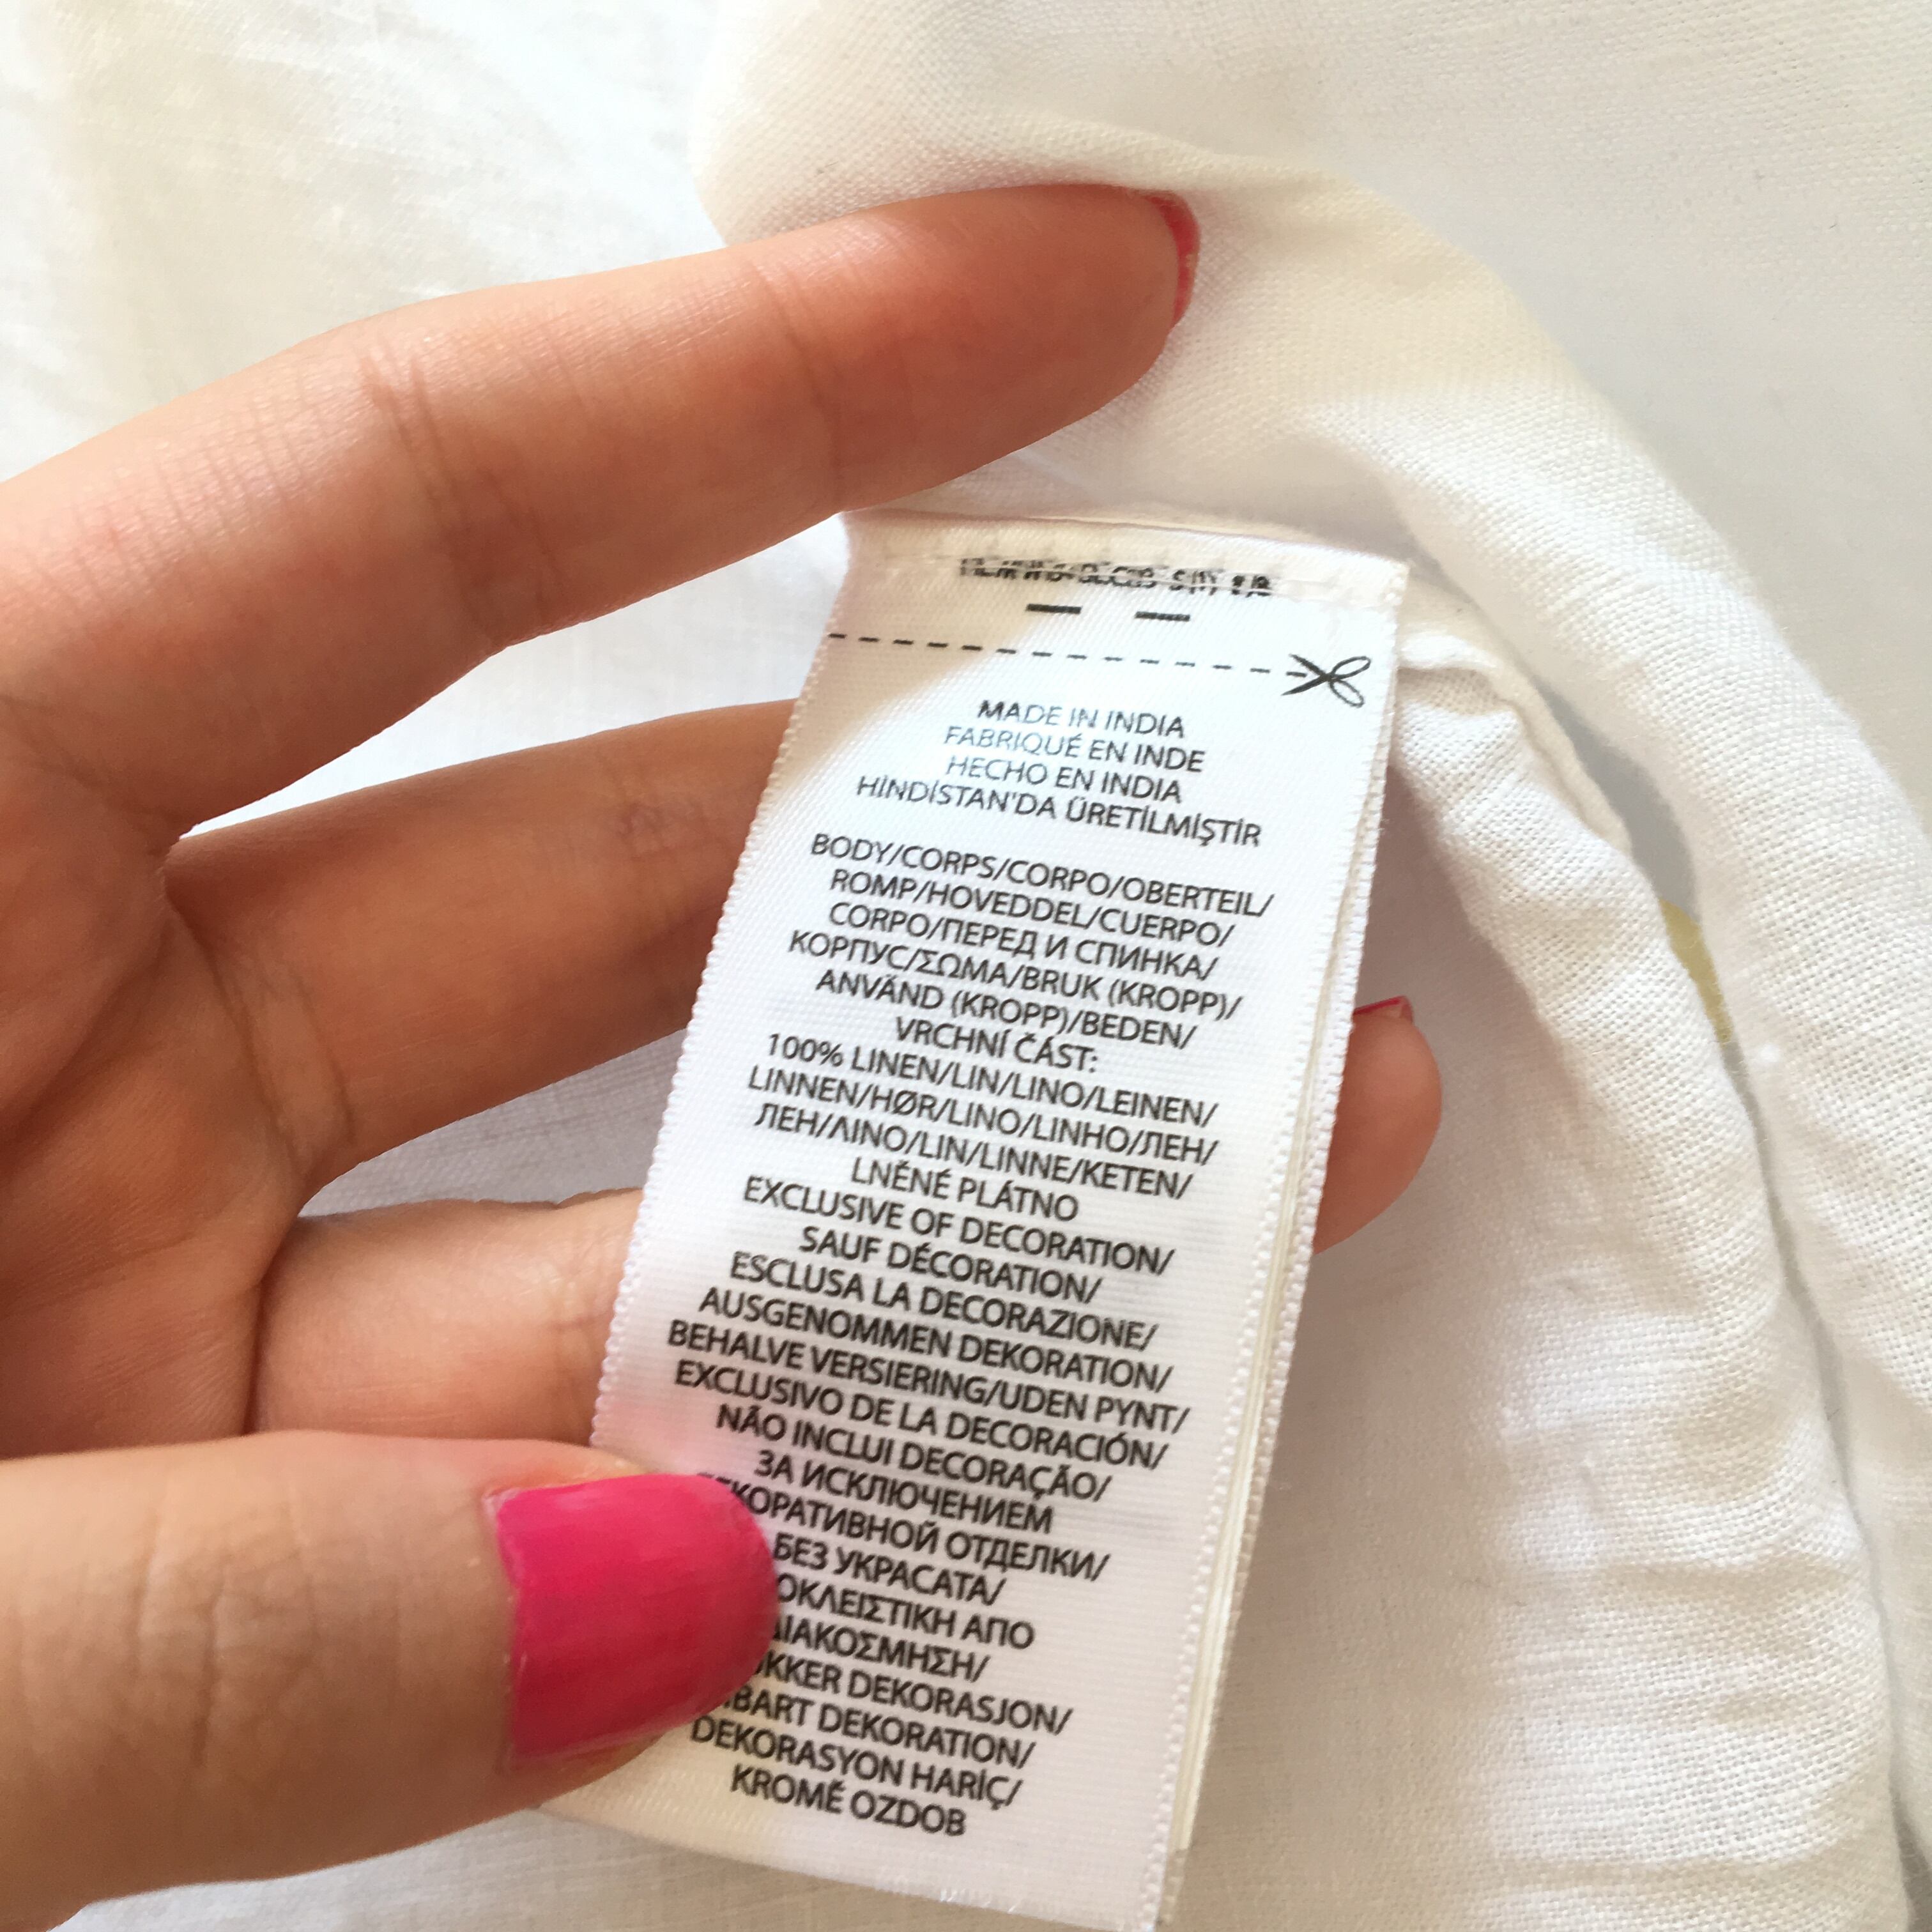 MADE IN INDIA
FABRIQUÉ EN INDE
HECHO EN INDIA
HİNDİSTAN'DA ÜRETİLMİŞTİR
BODY/CORPS/CORPO/OBERTEIL/
ROMP/HOVEDDEL/CUERPO/
CORPO/ПЕРЕД И СПИНКА/
КОРПУС/ΣΩΜΑ/BRUK (KROPP)/
ANVÄND (KROPP)/BEDEN/
VRCHNÍ ČÁST:
100% LINEN/LIN/LINO/LEINEN/
LINNEN/HØR/LINO/LINHO/ЛЕН/
ЛЕН/ΛΙΝΟ/LIN/LINNE/KETEN/
LNĚNÉ PLÁTNO
EXCLUSIVE OF DECORATION/
SAUF DÉCORATION/
ESCLUSA LA DECORAZIONE/
AUSGENOMMEN DEKORATION/
BEHALVE VERSIERING/UDEN PYNT/
EXCLUSIVO DE LA DECORACIÓN/
NÃO INCLUI DECORAÇÃO/
ЗА ИСКЛЮЧЕНИЕМ
ОТДЕЛКИ/
БЕЗ УКРАСАТА/
ΑΠΟ
DEKORASJON/
DEKORATION/
DEKORASYON HARİÇ/
KROMĚ OZDOB